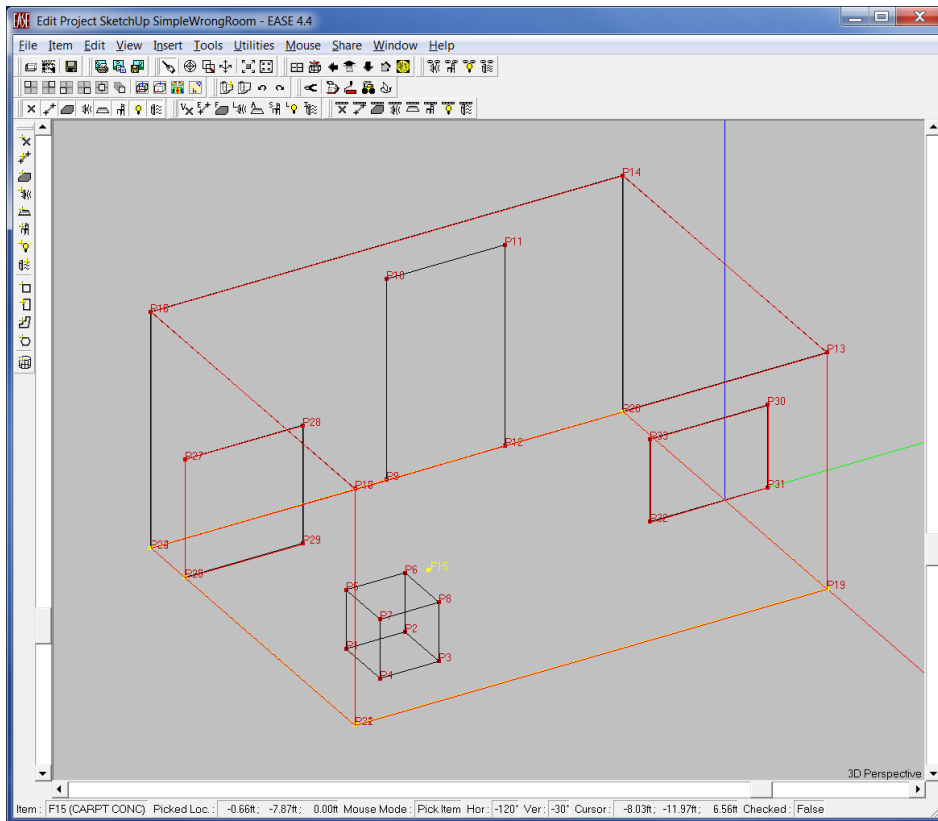 EASE Edit Project SketchUp SimpleWrongRoom - EASE 4.4
File Item Edit View Insert Tools Utilities Mouse Share Window Help
P14
P11
P10
P13
P30
P28
P20
P33
P12
P27
P9
P31
P32
P29
P6
F15
P5
P8
P19
P7
P2
P1
P3
P4
3D Perspective
Item : F15 (CARPT CONC) Picked Loc. : -0.66ft; -7.87ft; 0.00ft Mouse Mode : Pick Item Hor: -120° Ver: -30° Cursor: -8.03ft; -11.97ft; 6.56ft Checked : False